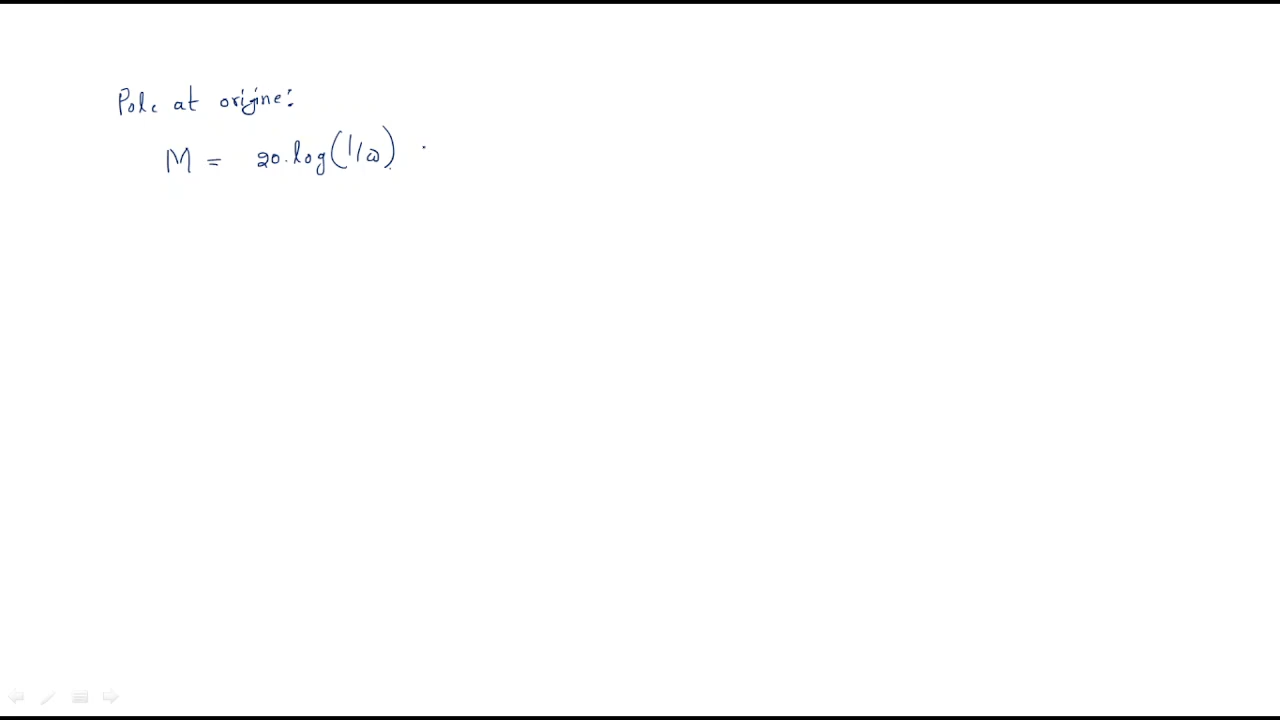 Pole at origine:
M = 20.log(1/ω)